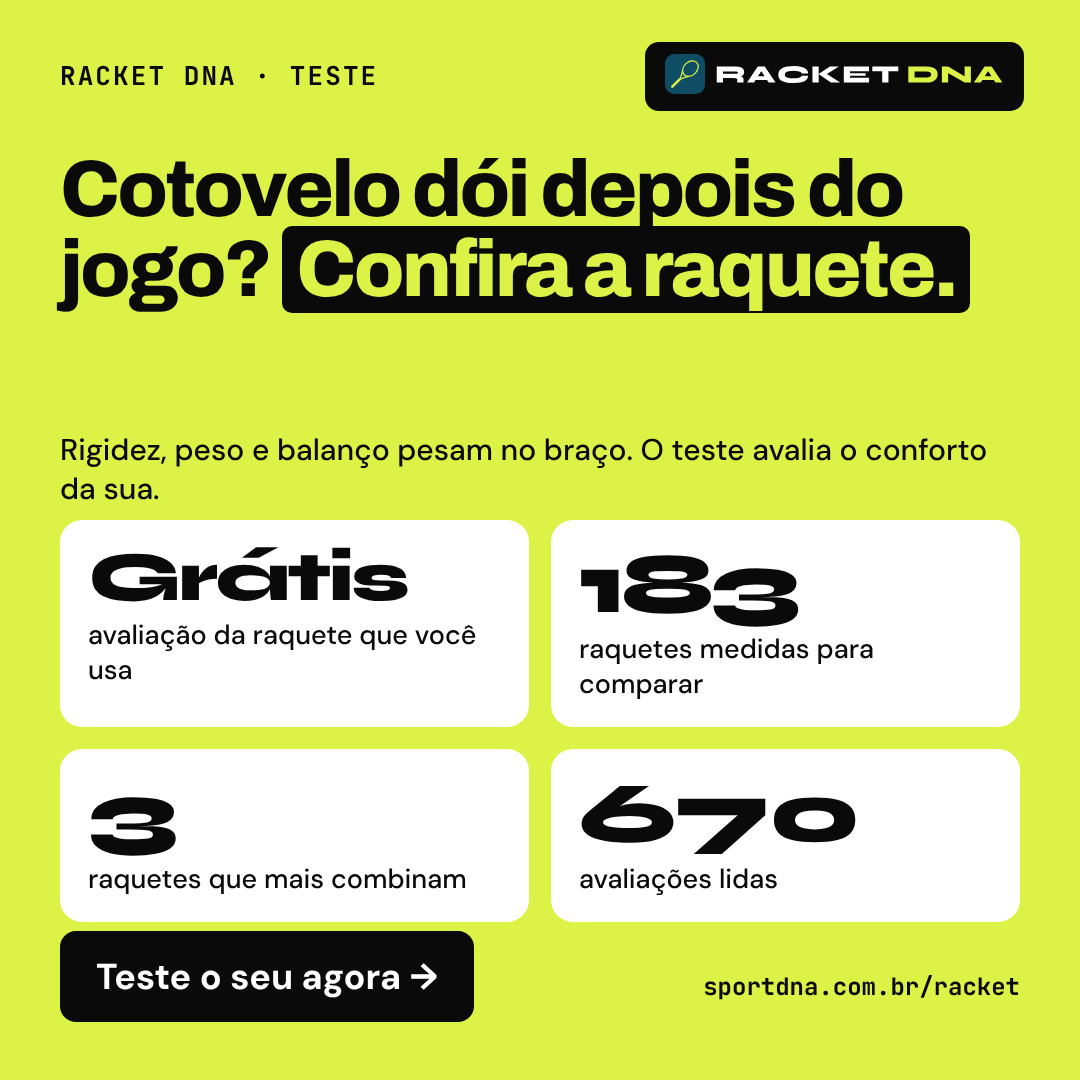 RACKET DNA · TESTE
RACKET DNA
Cotovelo dói depois do
jogo? Confira a raquete.
Rigidez, peso e balanço pesam no braço. O teste avalia o conforto
da sua.
Grátis
avaliação da raquete que você
usa
183
raquetes medidas para
comparar
3
raquetes que mais combinam
670
avaliações lidas
Teste o seu agora →
sportdna.com.br/racket